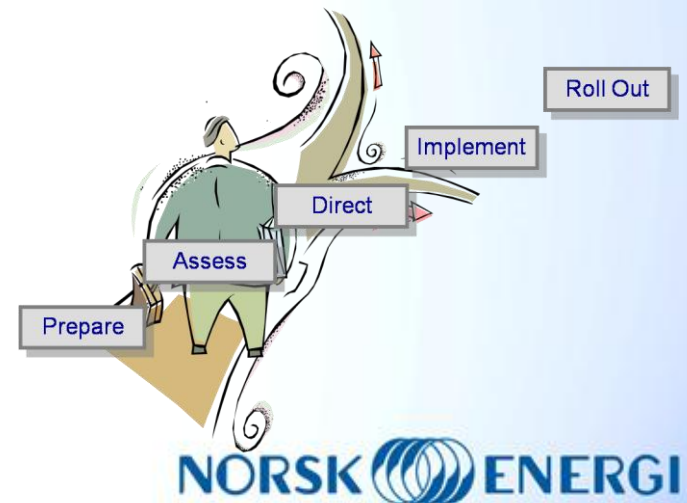 Roll Out
Implement
Direct
Assess
Prepare
NORSK ENERGI